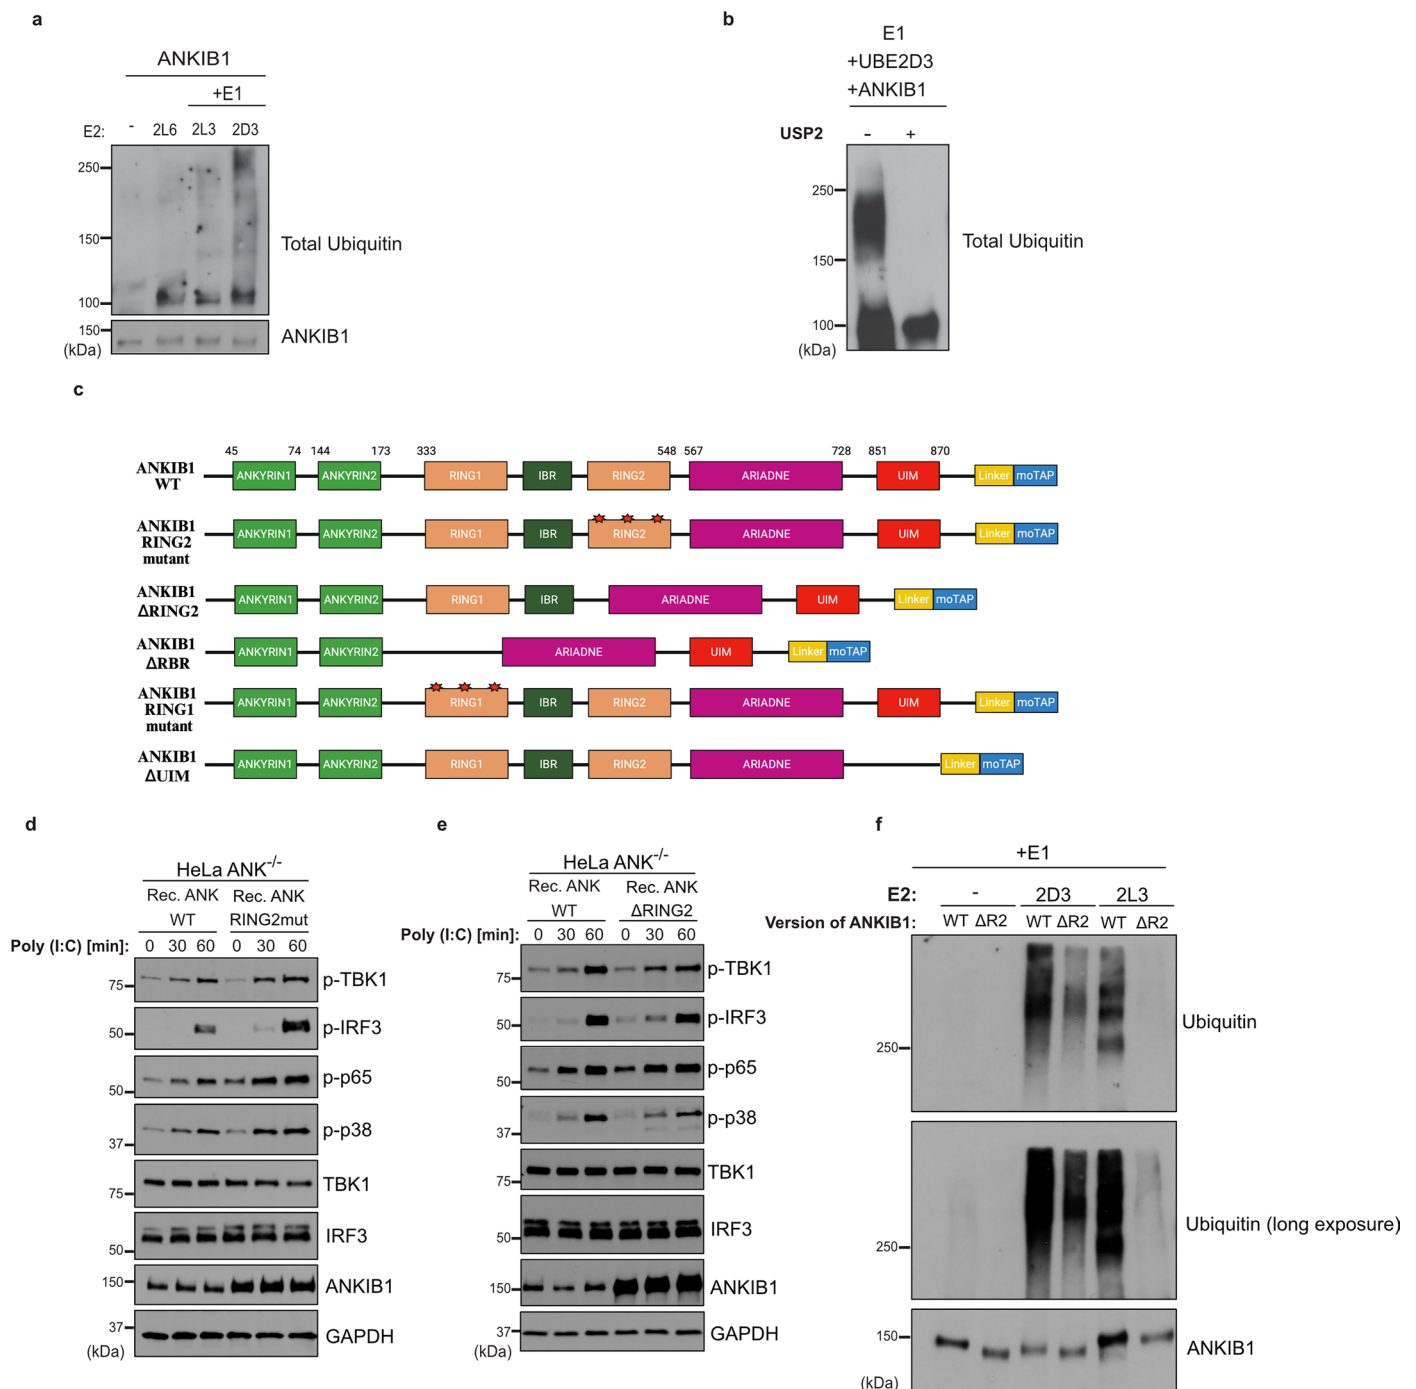 a
ANKIB1
+E1
E2: - 2L6 2L3 2D3
250
150
100
Total Ubiquitin
150
(kDa)
ANKIB1
b
E1
+UBE2D3
+ANKIB1
USP2 - +
250
150
100
(kDa)
Total Ubiquitin
c
45 74 144 173 333 548 567 728 851 870
ANKIB1
WT
ANKYRIN1 ANKYRIN2 RING1 IBR RING2 ARIADNE UIM Linker moTAP
ANKIB1
RING2
mutant
ANKYRIN1 ANKYRIN2 RING1 IBR RING2 ARIADNE UIM Linker moTAP
ANKIB1
ΔRING2
ANKYRIN1 ANKYRIN2 RING1 IBR ARIADNE UIM Linker moTAP
ANKIB1
ΔRBR
ANKYRIN1 ANKYRIN2 ARIADNE UIM Linker moTAP
ANKIB1
RING1
mutant
ANKYRIN1 ANKYRIN2 RING1 IBR RING2 ARIADNE UIM Linker moTAP
ANKIB1
ΔUIM
ANKYRIN1 ANKYRIN2 RING1 IBR RING2 ARIADNE Linker moTAP
d
HeLa ANK-/-
Rec. ANK Rec. ANK
WT RING2mut
Poly (I:C) [min]: 0 30 60 0 30 60
75 p-TBK1
50 p-IRF3
50 p-p65
37 p-p38
75 TBK1
50 IRF3
150 ANKIB1
37 GAPDH
(kDa)
e
HeLa ANK-/-
Rec. ANK Rec. ANK
WT ΔRING2
Poly (I:C) [min]: 0 30 60 0 30 60
75 p-TBK1
50 p-IRF3
50 p-p65
37 p-p38
75 TBK1
50 IRF3
150 ANKIB1
37 GAPDH
(kDa)
f
+E1
E2: - 2D3 2L3
Version of ANKIB1: WT ΔR2 WT ΔR2 WT ΔR2
250 Ubiquitin
250 Ubiquitin (long exposure)
150 ANKIB1
(kDa)